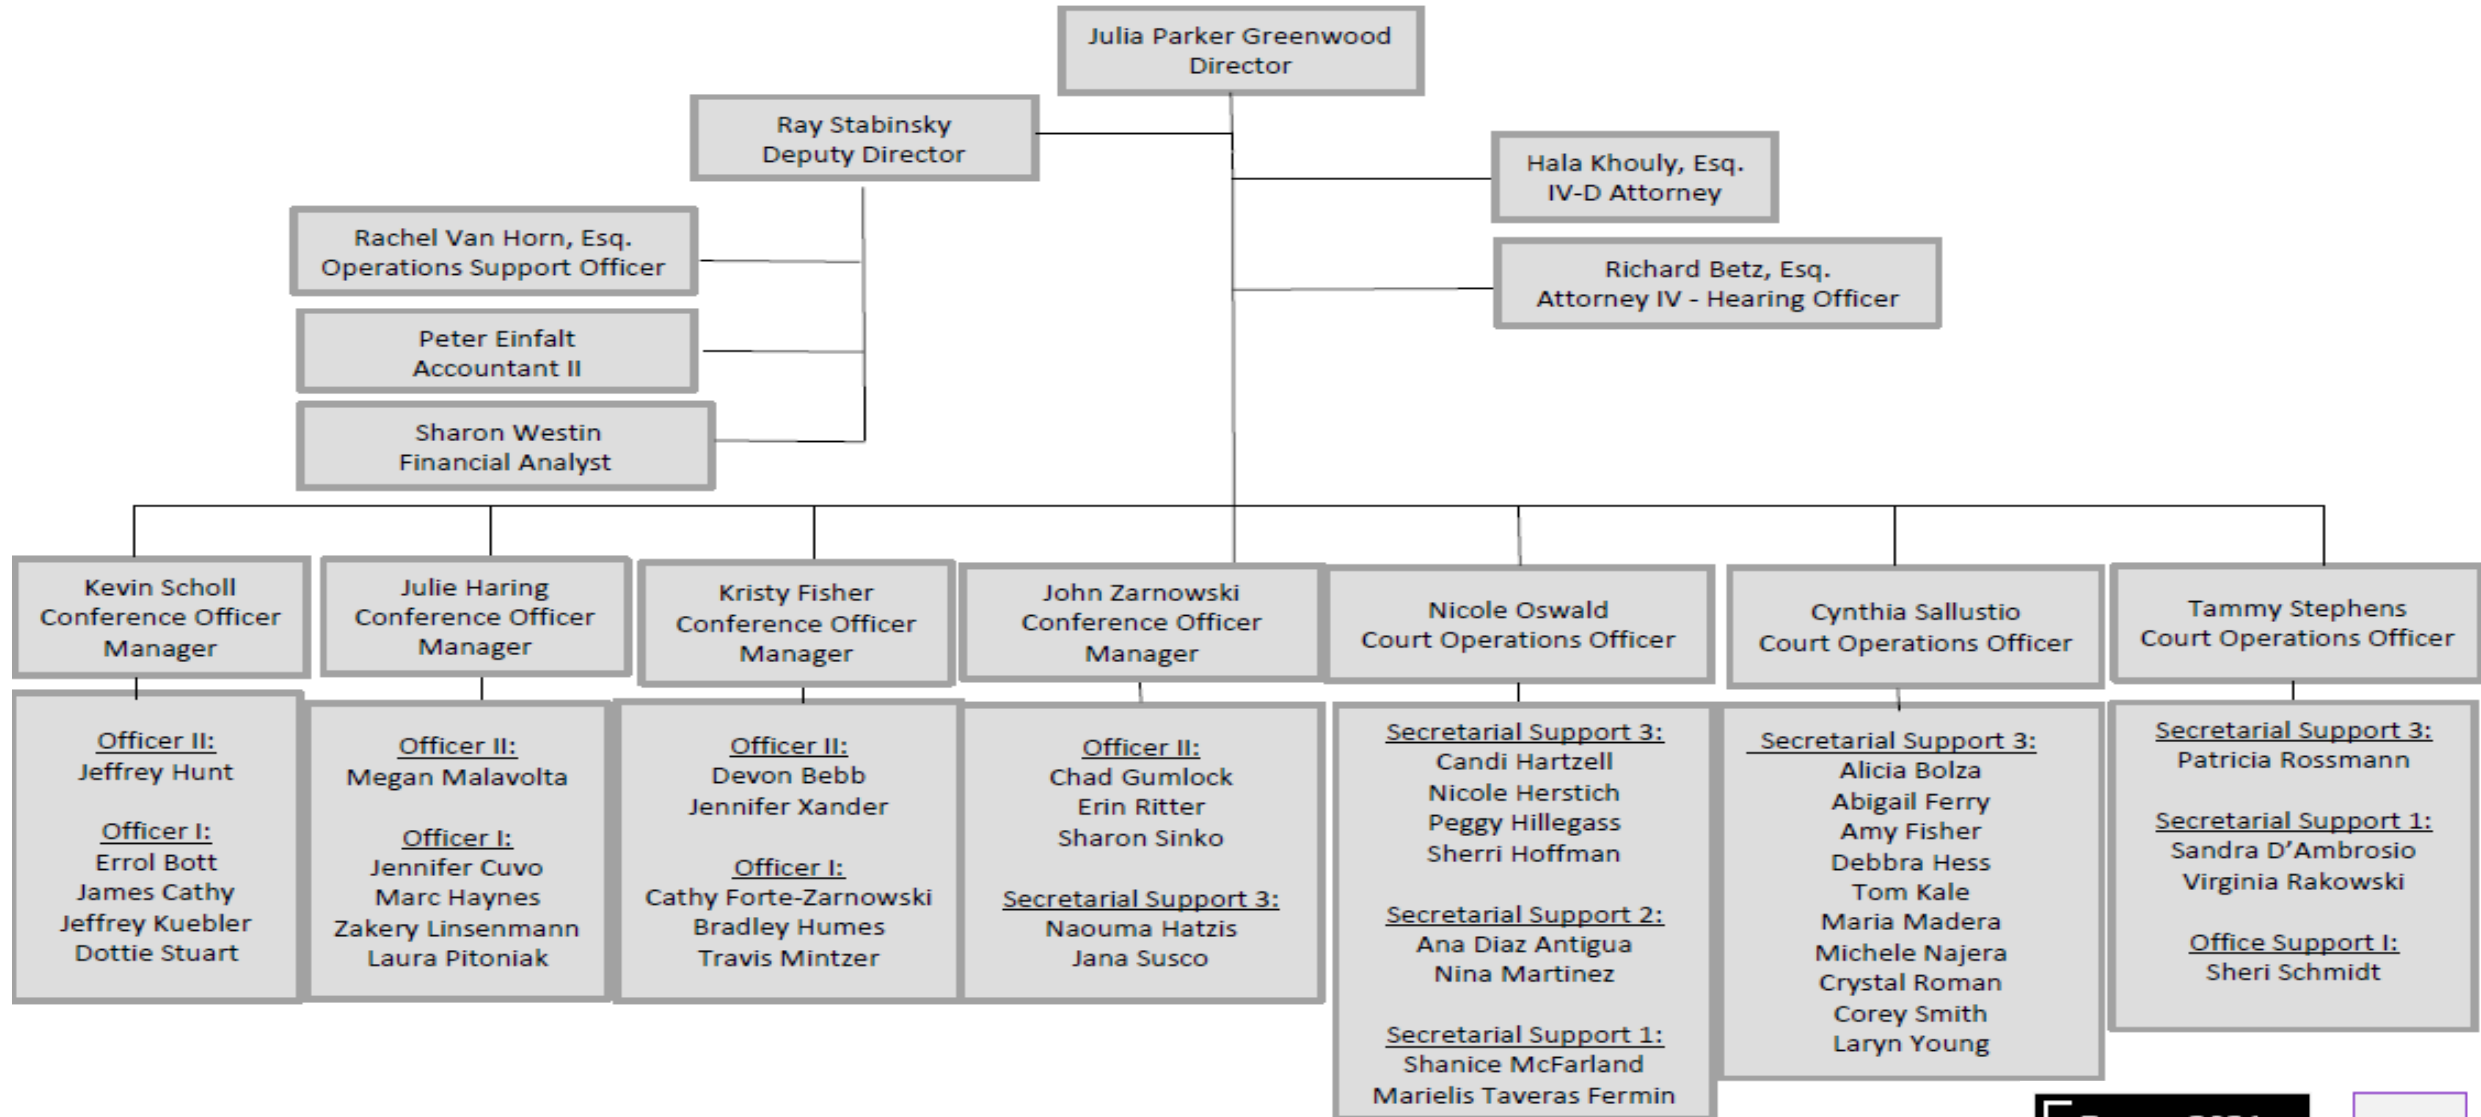 Julia Parker Greenwood
Director
Ray Stabinsky
Deputy Director
Hala Khouly, Esq.
IV-D Attorney
Rachel Van Horn, Esq.
Operations Support Officer
Richard Betz, Esq.
Attorney IV - Hearing Officer
Peter Einfalt
Accountant II
Sharon Westin
Financial Analyst
Kevin Scholl
Conference Officer
Manager
Julie Haring
Conference Officer
Manager
Kristy Fisher
Conference Officer
Manager
John Zarnowski
Conference Officer
Manager
Nicole Oswald
Court Operations Officer
Cynthia Sallustio
Court Operations Officer
Tammy Stephens
Court Operations Officer
Officer II:
Jeffrey Hunt
Officer I:
Errol Bott
James Cathy
Jeffrey Kuebler
Dottie Stuart
Officer II:
Megan Malavolta
Officer I:
Jennifer Cuvo
Marc Haynes
Zakery Linsenmann
Laura Pitoniak
Officer II:
Devon Bebb
Jennifer Xander
Officer I:
Cathy Forte-Zarnowski
Bradley Humes
Travis Mintzer
Officer II:
Chad Gumlock
Erin Ritter
Sharon Sinko
Secretarial Support 3:
Naouma Hatzis
Jana Susco
Secretarial Support 3:
Candi Hartzell
Nicole Herstich
Peggy Hillegass
Sherri Hoffman
Secretarial Support 2:
Ana Diaz Antigua
Nina Martinez
Secretarial Support 1:
Shanice McFarland
Marielis Taveras Fermin
Secretarial Support 3:
Alicia Bolza
Abigail Ferry
Amy Fisher
Debbra Hess
Tom Kale
Maria Madera
Michele Najera
Crystal Roman
Corey Smith
Laryn Young
Secretarial Support 3:
Patricia Rossmann
Secretarial Support 1:
Sandra D’Ambrosio
Virginia Rakowski
Office Support I:
Sheri Schmidt